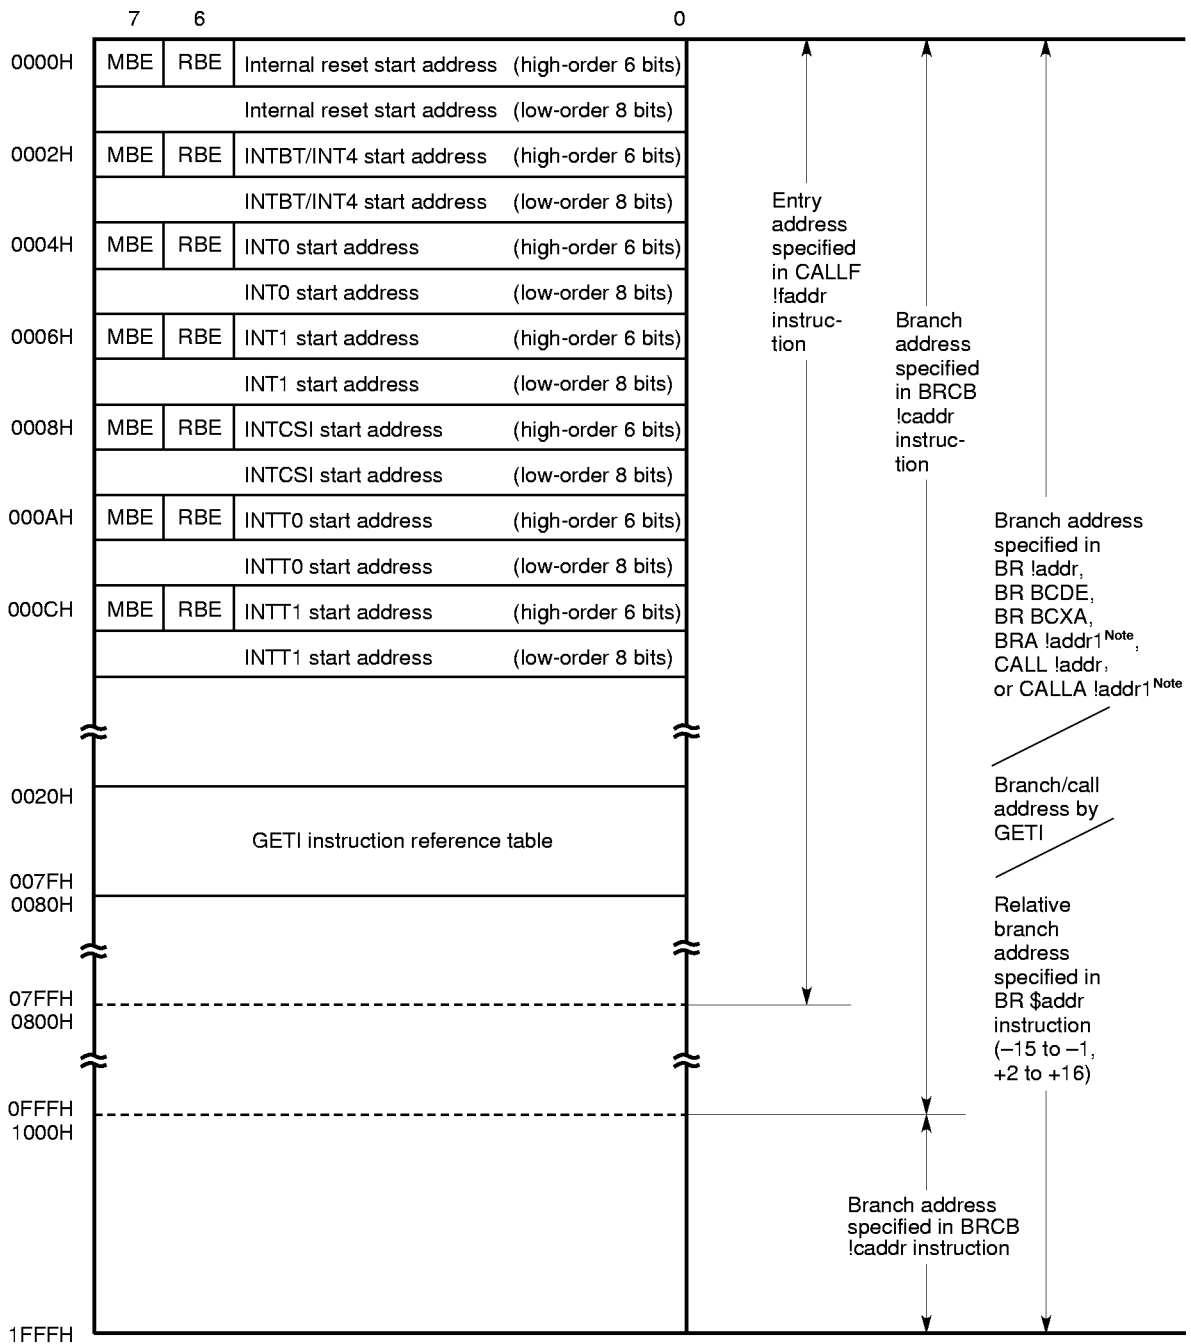 7 6 0
0000H MBE RBE Internal reset start address (high-order 6 bits)
Internal reset start address (low-order 8 bits)
0002H MBE RBE INTBT/INT4 start address (high-order 6 bits)
INTBT/INT4 start address (low-order 8 bits)
0004H MBE RBE INT0 start address (high-order 6 bits)
INT0 start address (low-order 8 bits)
0006H MBE RBE INT1 start address (high-order 6 bits)
INT1 start address (low-order 8 bits)
0008H MBE RBE INTCSI start address (high-order 6 bits)
INTCSI start address (low-order 8 bits)
000AH MBE RBE INTT0 start address (high-order 6 bits)
INTT0 start address (low-order 8 bits)
000CH MBE RBE INTT1 start address (high-order 6 bits)
INTT1 start address (low-order 8 bits)
0020H
GETI instruction reference table
007FH
0080H
07FFH
0800H
0FFFH
1000H
1FFFH
Entry
address
specified
in CALLF
!faddr
instruc-
tion
Branch
address
specified
in BRCB
!caddr
instruc-
tion
Branch address
specified in BRCB
!caddr instruction
Branch address
specified in
BR !addr,
BR BCDE,
BR BCXA,
BRA !addr1Note,
CALL !addr,
or CALLA !addr1Note
Branch/call
address by
GETI
Relative
branch
address
specified in
BR $addr
instruction
(–15 to –1,
+2 to +16)